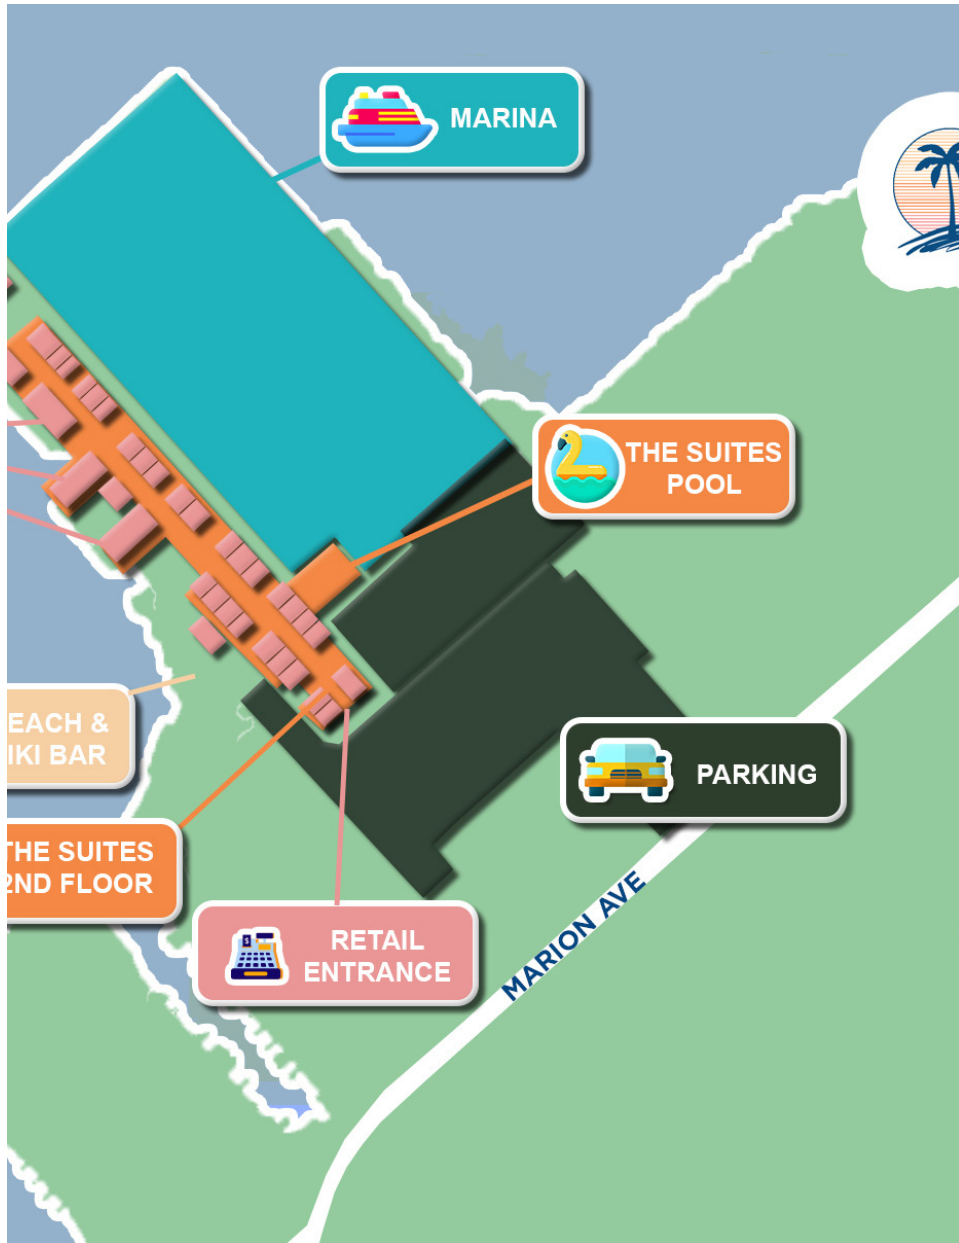 MARINA
THE SUITES
POOL
EACH &
IKI BAR
PARKING
THE SUITES
2ND FLOOR
MARION AVE
RETAIL
ENTRANCE